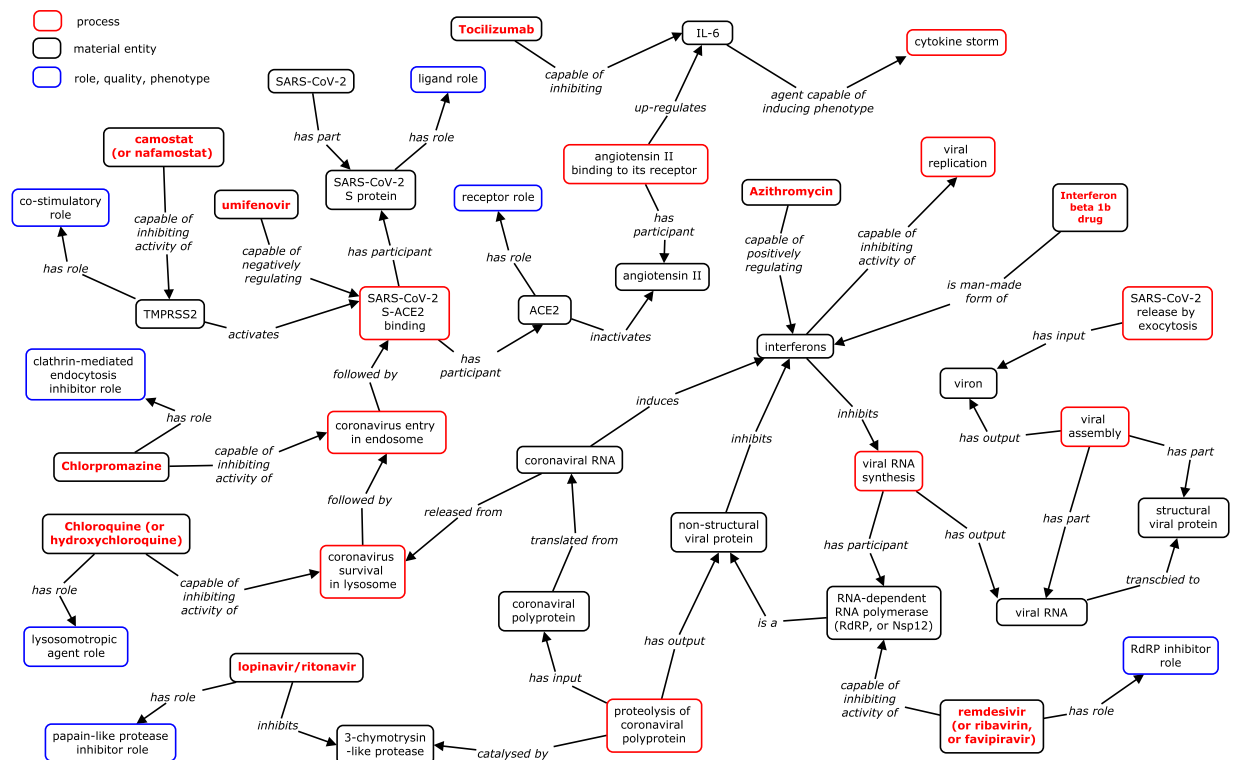 process
material entity
role, quality, phenotype
Tocilizumab
IL-6
cytokine storm
capable of
inhibiting
agent capable of
inducing phenotype
up-regulates
SARS-CoV-2
ligand role
has part
has role
camostat
(or nafamostat)
SARS-CoV-2
S protein
angiotensin II
binding to its receptor
viral
replication
co-stimulatory
role
umifenovir
receptor role
Azithromycin
Interferon
beta 1b
drug
capable of
inhibiting
activity of
has role
capable of
negatively
regulating
has participant
has role
has
participant
capable of
positively
regulating
capable of
inhibiting
activity of
is man-made
form of
angiotensin II
TMPRSS2
activates
SARS-CoV-2
S-ACE2
binding
ACE2
inactivates
has
participant
interferons
SARS-CoV-2
release by
exocytosis
has input
viron
clathrin-mediated
endocytosis
inhibitor role
followed by
has role
induces
inhibits
inhibits
has output
viral
assembly
has part
Chlorpromazine
capable of
inhibiting
activity of
coronavirus entry
in endosome
coronaviral RNA
viral RNA
synthesis
followed by
released from
structural
viral protein
Chloroquine (or
hydroxychloroquine)
coronavirus
survival
in lysosome
translated from
non-structural
viral protein
has participant
has output
has part
transcbied to
has role
capable of
inhibiting
activity of
coronaviral
polyprotein
RNA-dependent
RNA polymerase
(RdRP, or Nsp12)
viral RNA
is a
lysosomotropic
agent role
has output
RdRP inhibitor
role
lopinavir/ritonavir
has role
has input
capable of
inhibiting
activity of
inhibits
papain-like protease
inhibitor role
3-chymotrysin
-like protease
catalysed by
proteolysis of
coronaviral
polyprotein
remdesivir
(or ribavirin,
or favipiravir)
has role